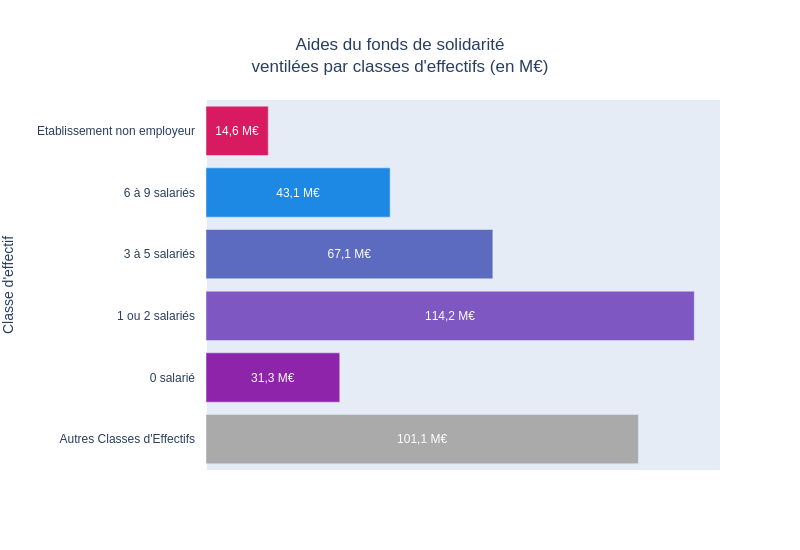 Aides du fonds de solidarité
ventilées par classes d'effectifs (en M€)
Classe d'effectif
Etablissement non employeur
14,6 M€
6 à 9 salariés
43,1 M€
3 à 5 salariés
67,1 M€
1 ou 2 salariés
114,2 M€
0 salarié
31,3 M€
Autres Classes d'Effectifs
101,1 M€